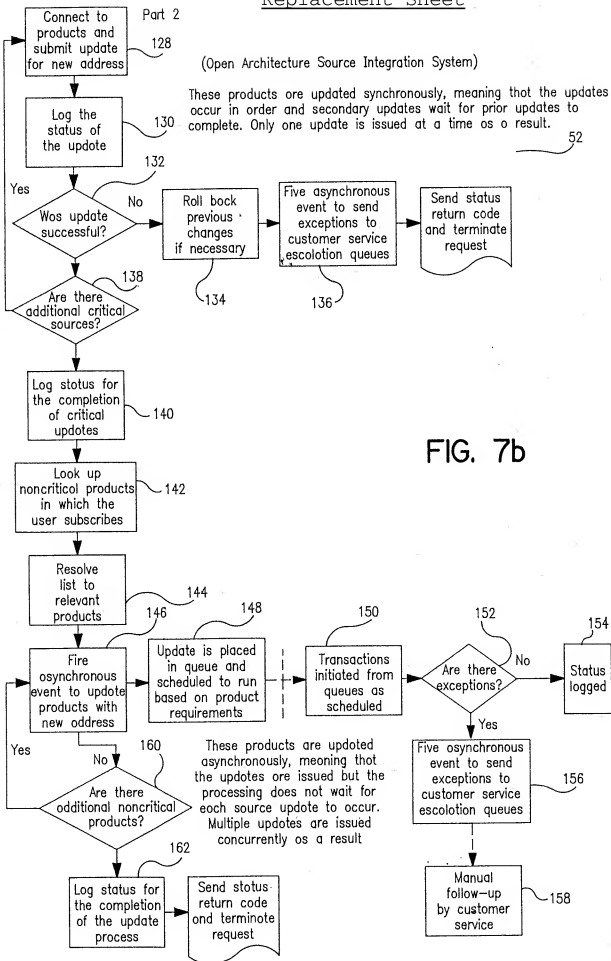 Replacement Sheet
Part 2
Connect to
products and
submit update
for new address
128
(Open Architecture Source Integration System)
These products are updated synchronously, meaning that the updates
occur in order and secondary updates wait for prior updates to
complete. Only one update is issued at a time os o result.
52
Log the
status of
the updote
130
Yes
132
Wos update
successful?
No
Roll bock
previous
changes
if necessary
134
Five asynchronous
event to send
exceptions to
customer service
escolotion queues
136
Send status
return code
and terminate
request
138
Are there
additional critical
sources?
Log status for
the completion
of critical
updotes
140
FIG. 7b
Look up
noncriticol products
in which the
user subscribes
142
Resolve
list to
relevant
products
144
146
Fire
osynchronous
event to updote
products with
new address
148
Update is placed
in queue and
scheduled to run
based on product
requirements
150
Transactions
initiated from
queues as
scheduled
152
Are there
exceptions?
No
154
Status
logged
Yes
Yes
No
These products are updoted
asynchronously, meoning that
the updotes ore issued but the
processing does not wait for
each source update to occur.
Multiple updates are issued
concurrently os a result
Five osynchronous
event to send
exceptions to
customer service
escolotion queues
156
160
Are there
odditional noncritical
products?
162
Log status for
the completion
of the update
process
Send status
return code
ond terminote
request
Manual
follow-up
by customer
service
158